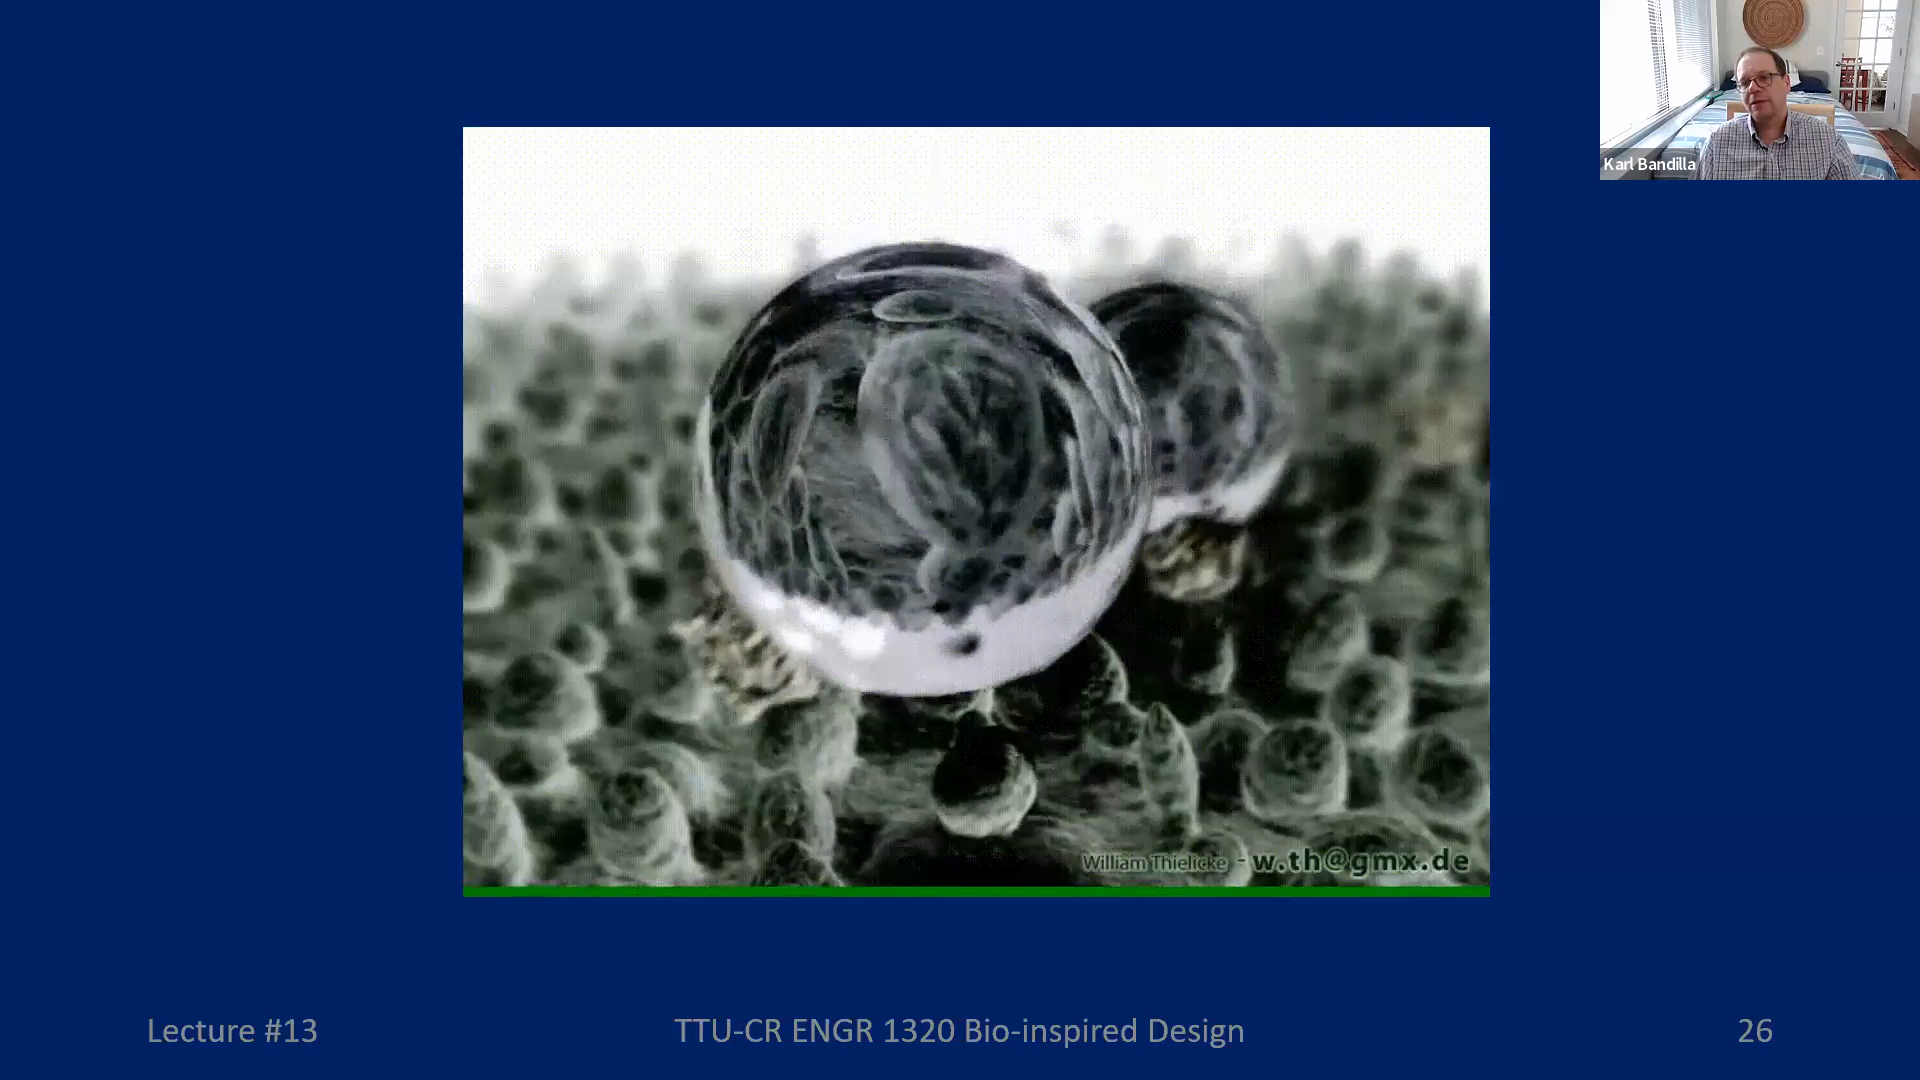 Karl Bandilla
William Thielicke - w.th@gmx.de
Lecture #13
TTU-CR ENGR 1320 Bio-inspired Design
26